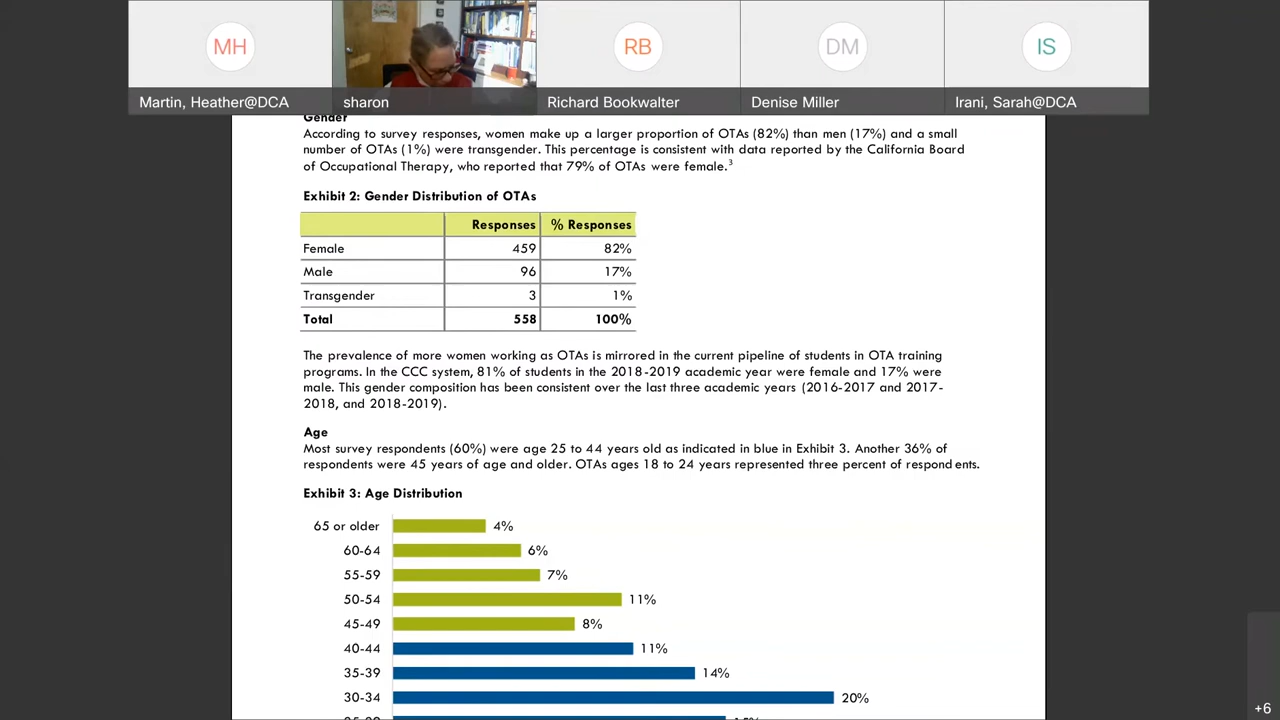 MH
RB
DM
IS
Martin, Heather@DCA
sharon
Richard Bookwalter
Denise Miller
Irani, Sarah@DCA
Gender
According to survey responses, women make up a larger proportion of OTAs (82%) than men (17%) and a small
number of OTAs (1%) were transgender. This percentage is consistent with data reported by the California Board
of Occupational Therapy, who reported that 79% of OTAs were female.3
Exhibit 2: Gender Distribution of OTAs
Responses % Responses
Female 459 82%
Male 96 17%
Transgender 3 1%
Total 558 100%
The prevalence of more women working as OTAs is mirrored in the current pipeline of students in OTA training
programs. In the CCC system, 81% of students in the 2018-2019 academic year were female and 17% were
male. This gender composition has been consistent over the last three academic years (2016-2017 and 2017-
2018, and 2018-2019).
Age
Most survey respondents (60%) were age 25 to 44 years old as indicated in blue in Exhibit 3. Another 36% of
respondents were 45 years of age and older. OTAs ages 18 to 24 years represented three percent of respondents.
Exhibit 3: Age Distribution
65 or older 4%
60-64 6%
55-59 7%
50-54 11%
45-49 8%
40-44 11%
35-39 14%
30-34 20%
+6